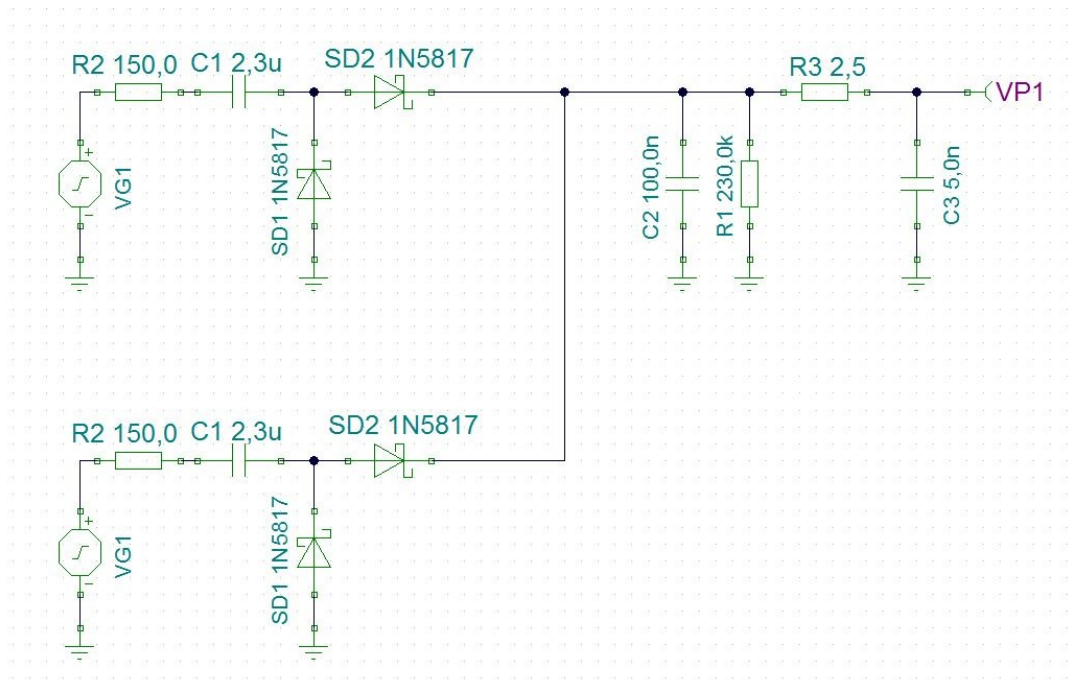 R2 150,0
C1 2,3u
SD2 1N5817
R3 2,5
VP1
+
-
VG1
SD1 1N5817
C2 100,0n
R1 230,0k
C3 5,0n
R2 150,0
C1 2,3u
SD2 1N5817
+
-
VG1
SD1 1N5817